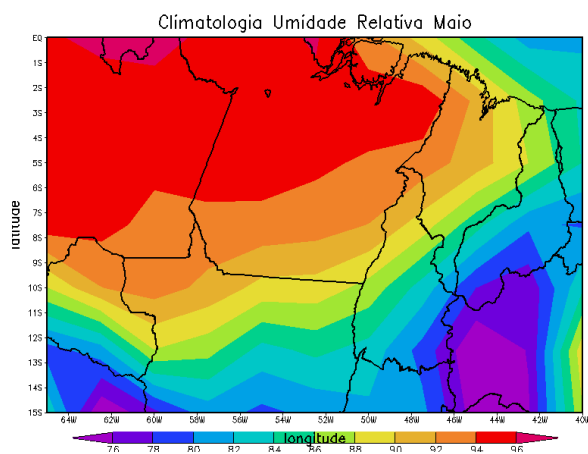 Climatologia Umidade Relativa Maio
EQ
1S
2S
3S
4S
5S
6S
7S
8S
9S
10S
11S
12S
13S
14S
15S
latitude
64W 62W 60W 58W 56W 54W 52W 50W 48W 46W 44W 42W 40W
longitude
76 78 80 82 84 86 88 90 92 94 96